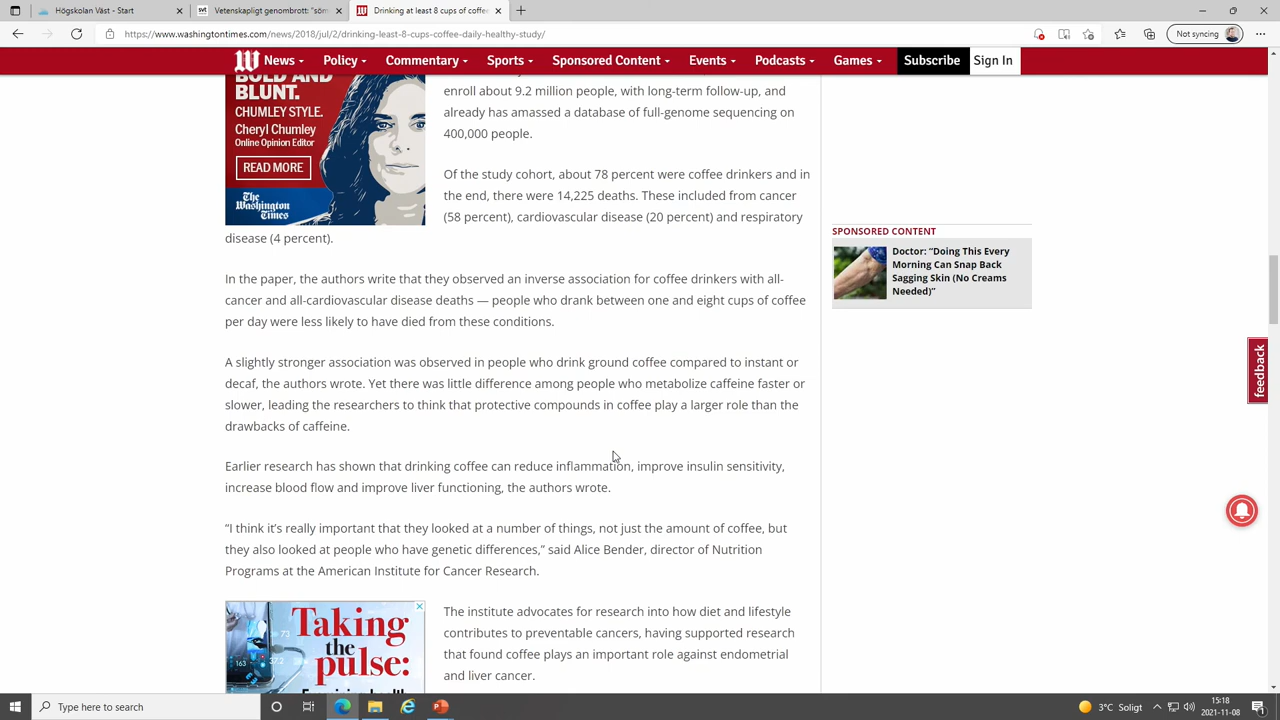 Högskolan Väst - Start
Vetenskapligt genombrott: "söm
Drinking at least 8 cups of coffe
https://www.washingtontimes.com/news/2018/jul/2/drinking-least-8-cups-coffee-daily-healthy-study/
Not syncing
W News Policy Commentary Sports Sponsored Content Events Podcasts Games Subscribe Sign In
BOLD AND
BLUNT.
CHUMLEY STYLE.
Cheryl Chumley
Online Opinion Editor
READ MORE
The
Washington
Times
enroll about 9.2 million people, with long-term follow-up, and
already has amassed a database of full-genome sequencing on
400,000 people.
Of the study cohort, about 78 percent were coffee drinkers and in
the end, there were 14,225 deaths. These included from cancer
(58 percent), cardiovascular disease (20 percent) and respiratory
disease (4 percent).
In the paper, the authors write that they observed an inverse association for coffee drinkers with all-
cancer and all-cardiovascular disease deaths — people who drank between one and eight cups of coffee
per day were less likely to have died from these conditions.
A slightly stronger association was observed in people who drink ground coffee compared to instant or
decaf, the authors wrote. Yet there was little difference among people who metabolize caffeine faster or
slower, leading the researchers to think that protective compounds in coffee play a larger role than the
drawbacks of caffeine.
Earlier research has shown that drinking coffee can reduce inflammation, improve insulin sensitivity,
increase blood flow and improve liver functioning, the authors wrote.
“I think it’s really important that they looked at a number of things, not just the amount of coffee, but
they also looked at people who have genetic differences,” said Alice Bender, director of Nutrition
Programs at the American Institute for Cancer Research.
Taking
the
pulse:
163
37.2
73
The institute advocates for research into how diet and lifestyle
contributes to preventable cancers, having supported research
that found coffee plays an important role against endometrial
and liver cancer.
SPONSORED CONTENT
Doctor: “Doing This Every
Morning Can Snap Back
Sagging Skin (No Creams
Needed)”
feedback
Type here to search
3°C Soligt
15:18
2021-11-08
1